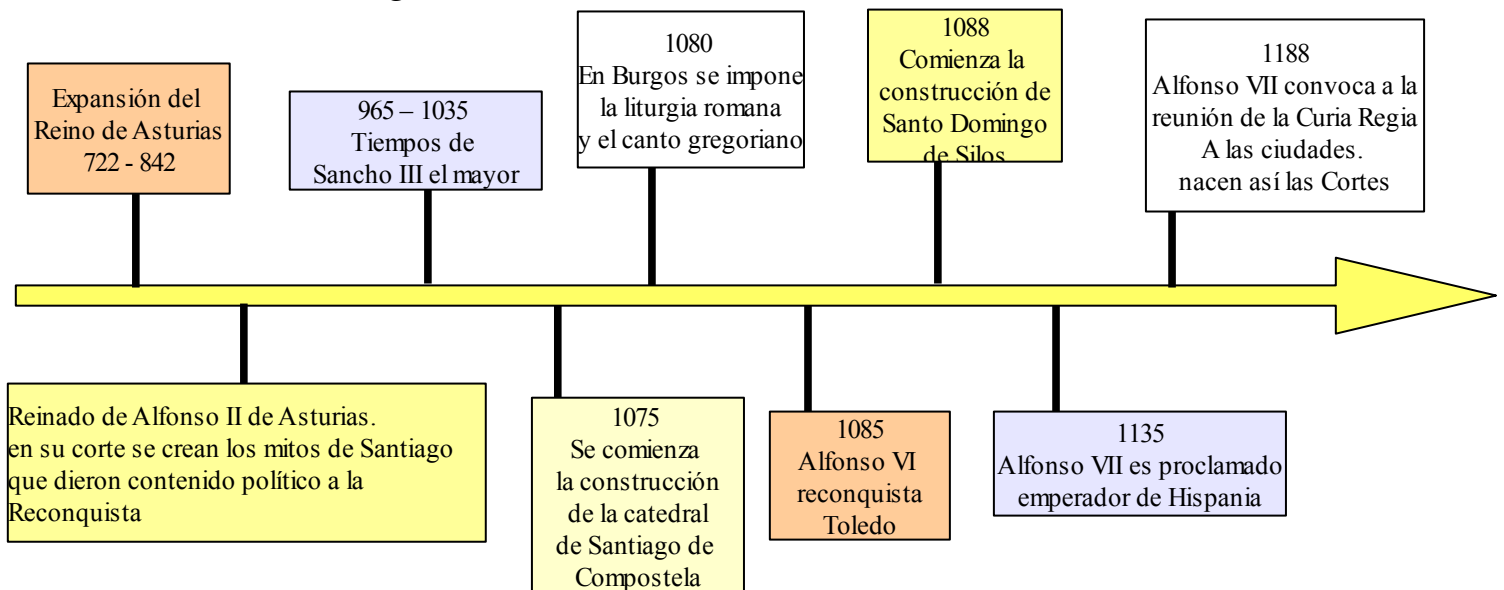 Expansión del
Reino de Asturias
722 - 842
965 – 1035
Tiempos de
Sancho III el mayor
1080
En Burgos se impone
la liturgia romana
y el canto gregoriano
1088
Comienza la
construcción de
Santo Domingo
de Silos
1188
Alfonso VII convoca a la
reunión de la Curia Regia
A las ciudades.
nacen así las Cortes
Reinado de Alfonso II de Asturias.
en su corte se crean los mitos de Santiago
que dieron contenido político a la
Reconquista
1075
Se comienza
la construcción
de la catedral
de Santiago de
Compostela
1085
Alfonso VI
reconquista
Toledo
1135
Alfonso VII es proclamado
emperador de Hispania